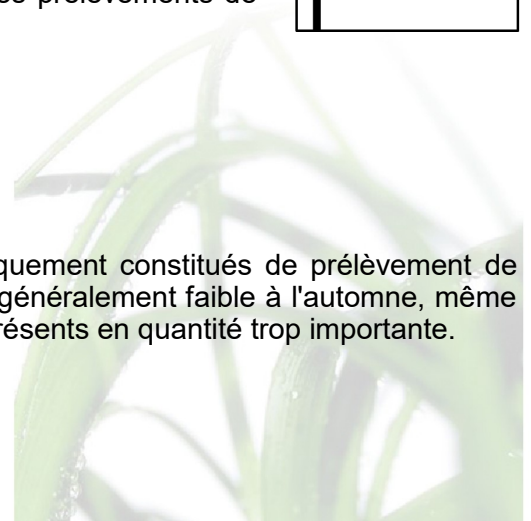 prélèvements de
quement constitués de prélèvement de
généralement faible à l'automne, même
résents en quantité trop importante.